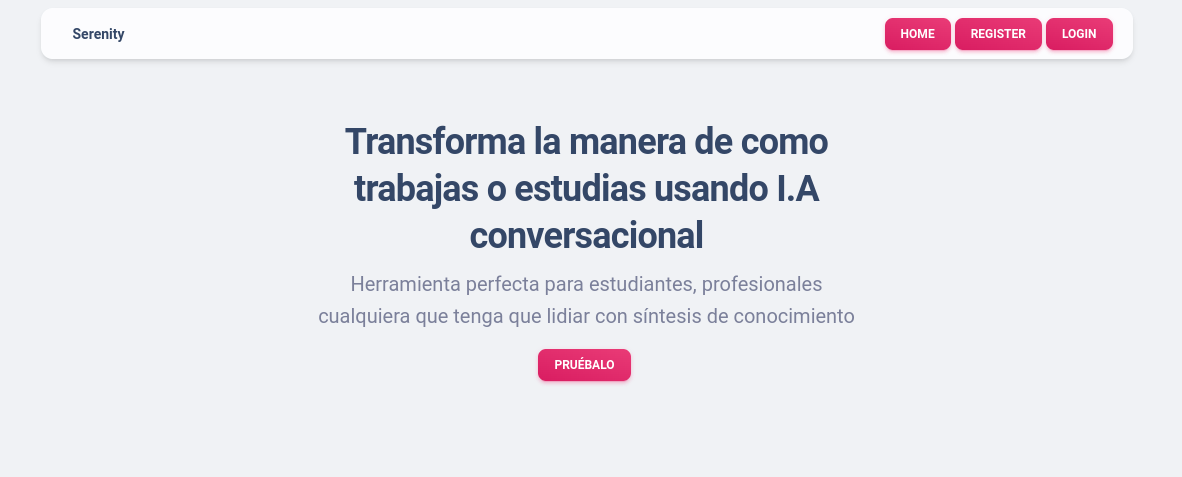 Serenity
HOME
REGISTER
LOGIN
Transforma la manera de como
trabajas o estudias usando I.A
conversacional
Herramienta perfecta para estudiantes, profesionales
cualquiera que tenga que lidiar con síntesis de conocimiento
PRUÉBALO